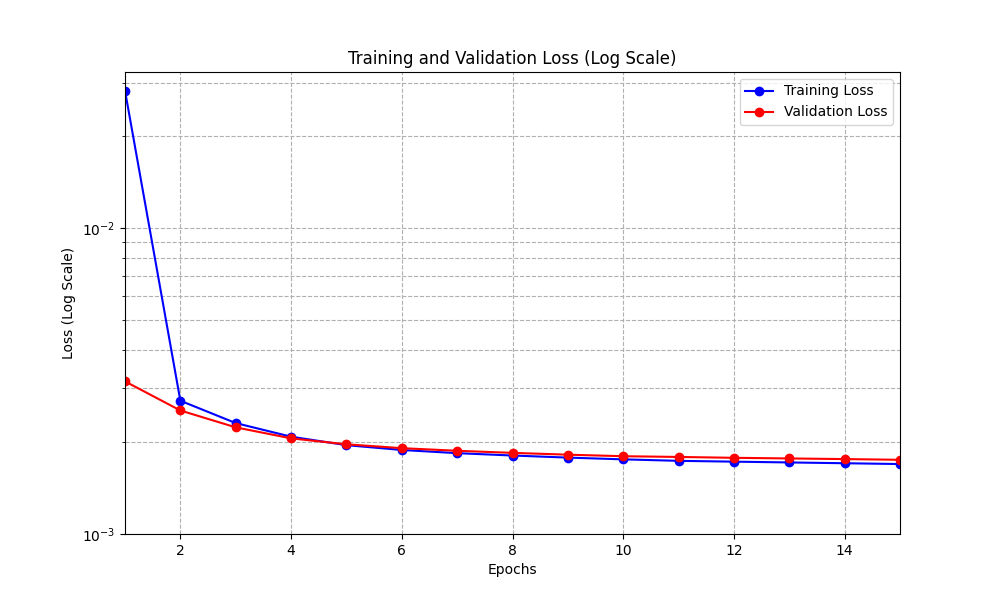 Training and Validation Loss (Log Scale)
Training Loss
Validation Loss
Loss (Log Scale)
10⁻²
10⁻³
2 4 6 8 10 12 14
Epochs